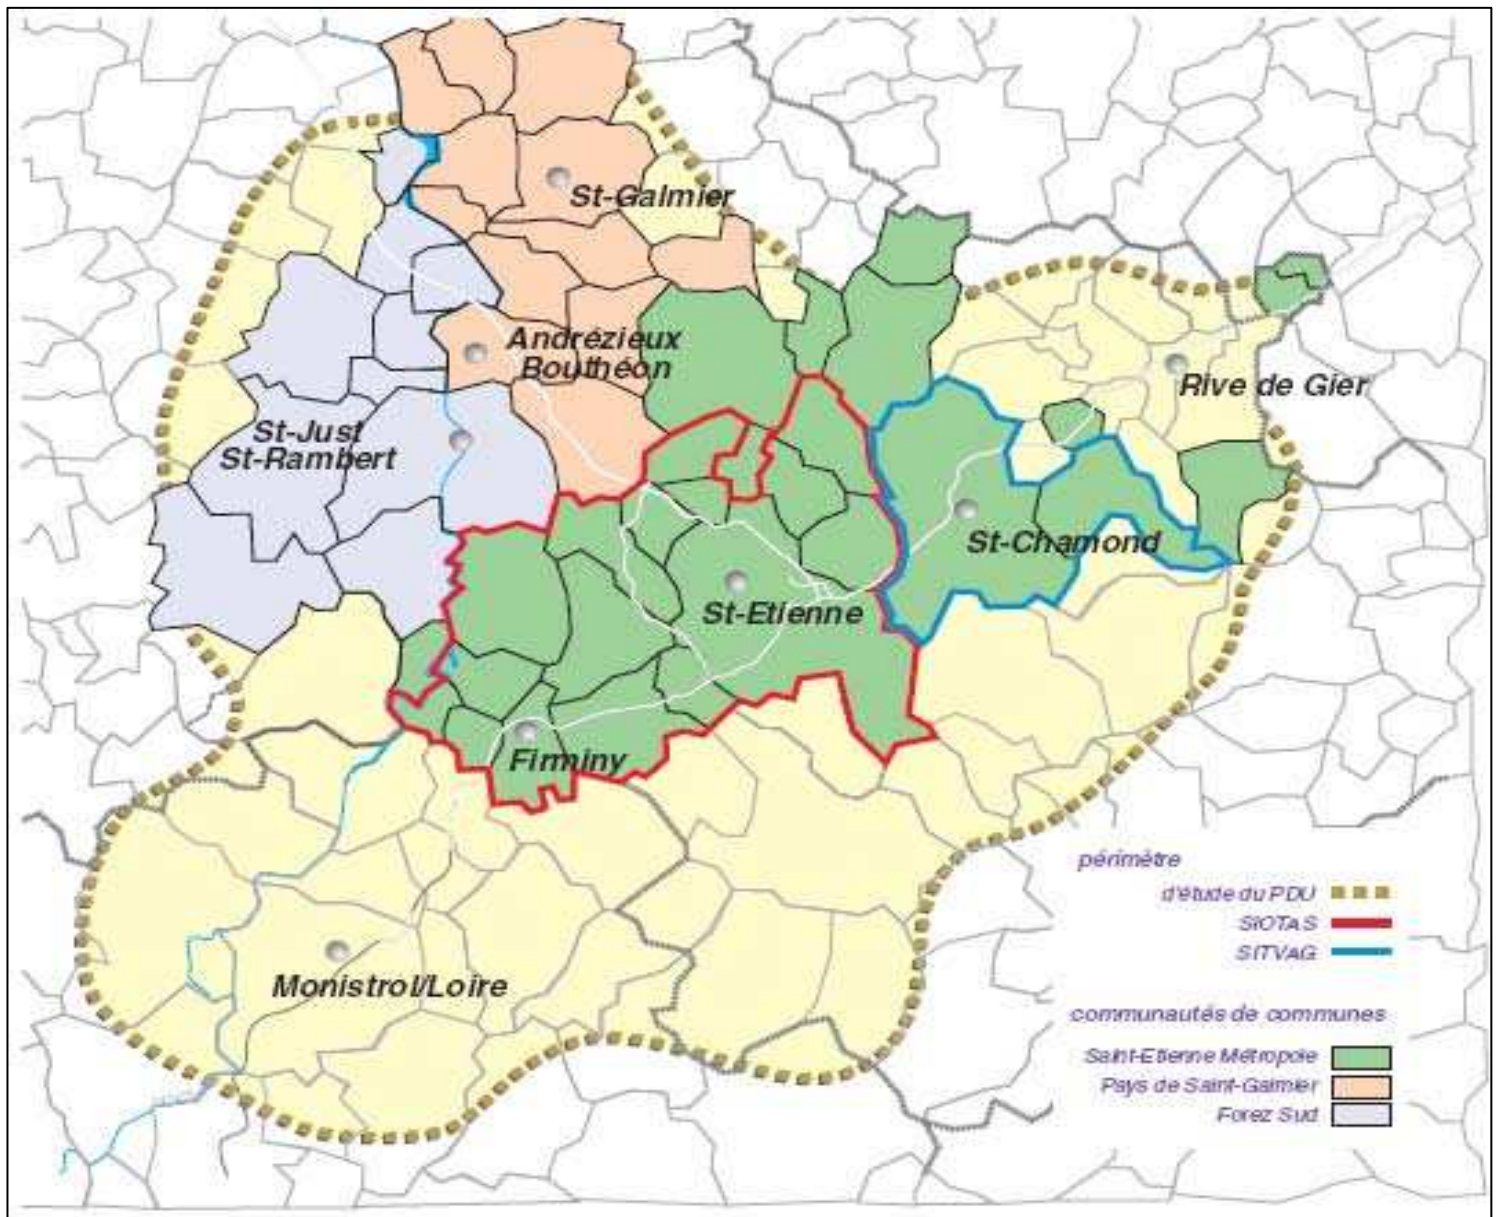 St-Galmier
Andrézieux
Bouthéon
Rive de Gier
St-Just
St-Rambert
St-Chamond
St-Etienne
Firminy
Monistrol/Loire
périmètre
d'étude du PDU
SIOTAS
SITVAG
communautés de communes
Saint-Etienne Métropole
Pays de Saint-Galmier
Forez Sud